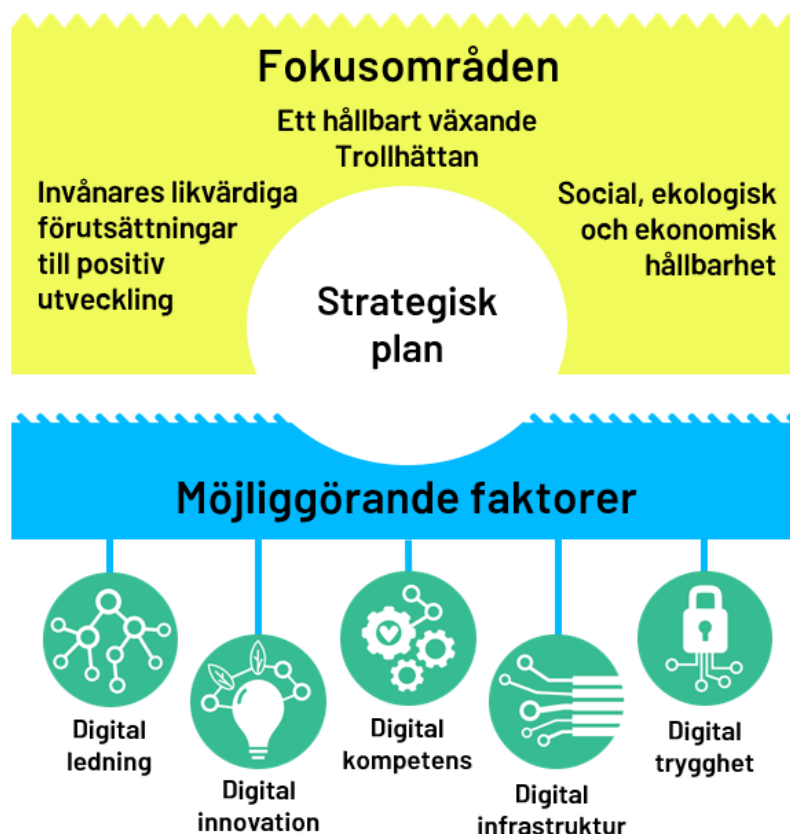 Fokusområden
Ett hållbart växande
Trollhättan
Invånares likvärdiga
förutsättningar
till positiv
utveckling
Social, ekologisk
och ekonomisk
hållbarhet
Strategisk
plan
Möjliggörande faktorer
Digital
ledning
Digital
innovation
Digital
kompetens
Digital
infrastruktur
Digital
trygghet